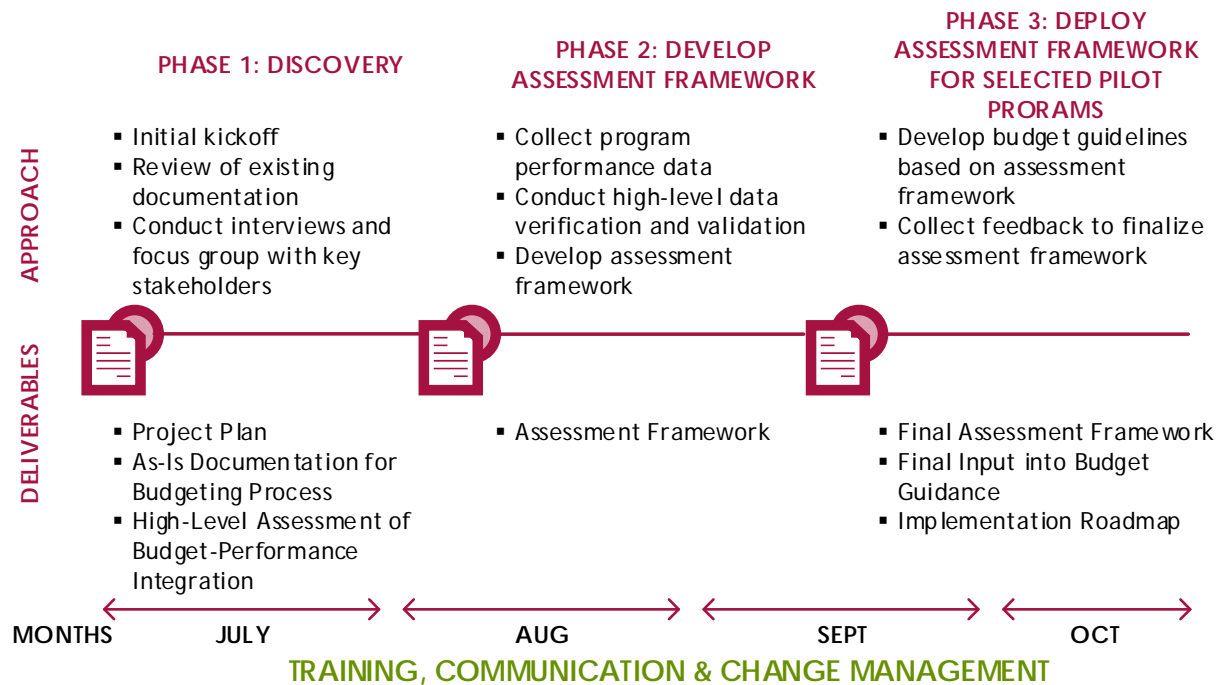 PHASE 1: DISCOVERY
PHASE 2: DEVELOP
ASSESSMENT FRAMEWORK
PHASE 3: DEPLOY
ASSESSMENT FRAMEWORK
FOR SELECTED PILOT
PRORAMS
APPROACH
▪ Initial kickoff
▪ Review of existing
documentation
▪ Conduct interviews and
focus group with key
stakeholders
▪ Collect program
performance data
▪ Conduct high-level data
verification and validation
▪ Develop assessment
framework
▪ Develop budget guidelines
based on assessment
framework
▪ Collect feedback to finalize
assessment framework
DELIVERABLES
▪ Project Plan
▪ As-Is Documentation for
Budgeting Process
▪ High-Level Assessment of
Budget-Performance
Integration
▪ Assessment Framework
▪ Final Assessment Framework
▪ Final Input into Budget
Guidance
▪ Implementation Roadmap
MONTHS
JULY
AUG
SEPT
OCT
TRAINING, COMMUNICATION & CHANGE MANAGEMENT